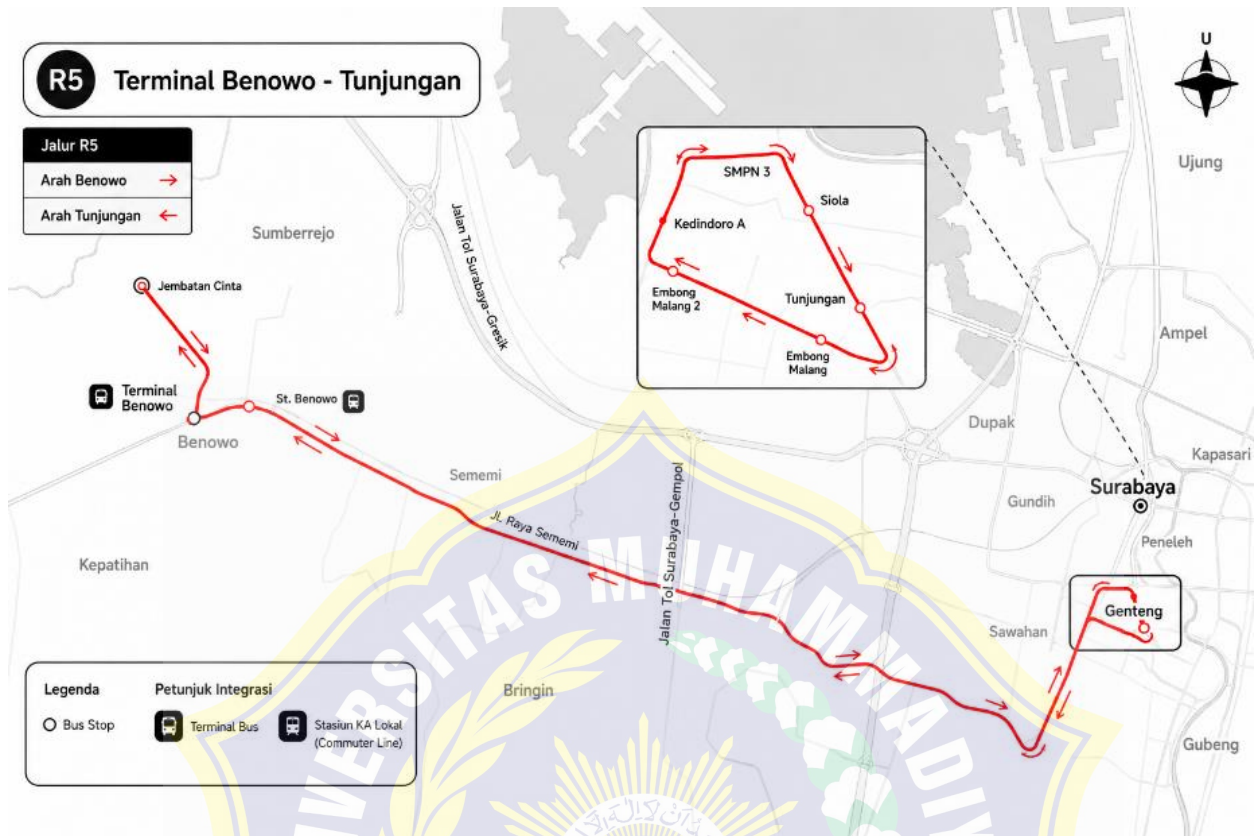 R5 Terminal Benowo - Tunjungan
U
Jalur R5
Arah Benowo
Arah Tunjungan
Ujung
Sumberrejo
Jalan Tol Surabaya-Gresik
SMPN 3
Siola
Kedindoro A
Embong
Malang 2
Tunjungan
Embong
Malang
Jembatan Cinta
Ampel
Terminal
Benowo
St. Benowo
Benowo
Dupak
Kapasari
Sememi
Jalan Tol Surabaya-Gempol
Gundih
Surabaya
Jl. Raya Sememi
Peneleh
Kepatihan
Genteng
Sawahan
Bringin
Gubeng
Legenda
Bus Stop
Petunjuk Integrasi
Terminal Bus
Stasiun KA Lokal
(Commuter Line)
VERSITAS MUHAMMADIY